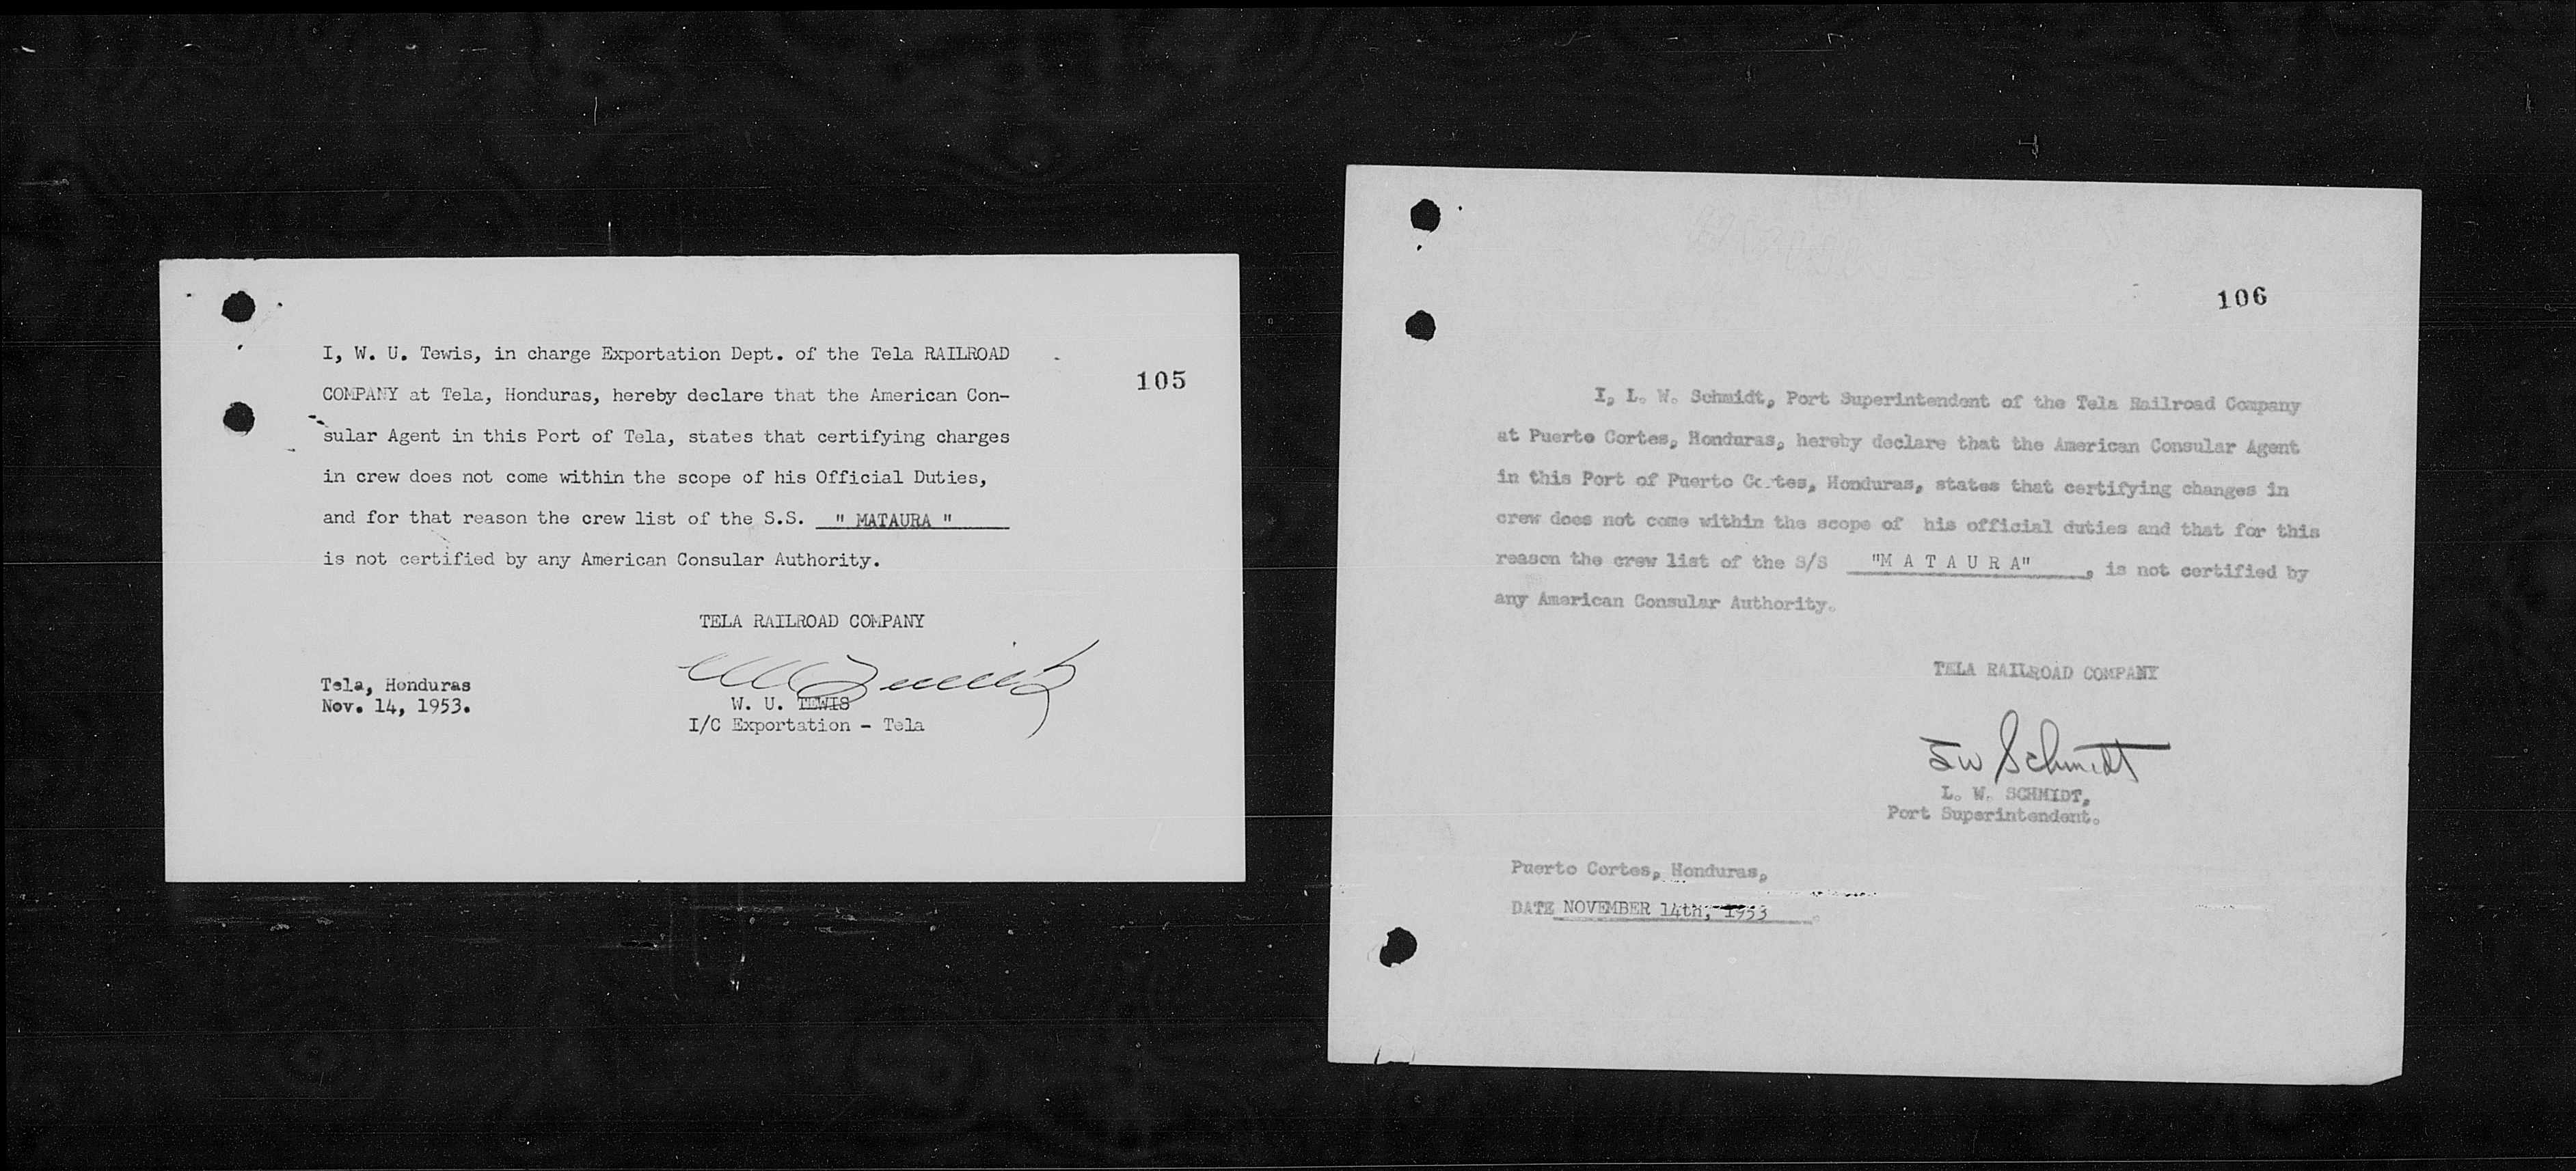 105
I, W. U. Tewis, in charge Exportation Dept. of the Tela RAILROAD
COMPANY at Tela, Honduras, hereby declare that the American Con-
sular Agent in this Port of Tela, states that certifying charges
in crew does not come within the scope of his Official Duties,
and for that reason the crew list of the S.S. " MATAURA "
is not certified by any American Consular Authority.
TELA RAILROAD COMPANY
Tela, Honduras
Nov. 14, 1953.
W. U. TEWIS
I/C Exportation - Tela
106
I, L. W. Schmidt, Port Superintendent of the Tela Railroad Company
at Puerto Cortes, Honduras, hereby declare that the American Consular Agent
in this Port of Puerto Cortes, Honduras, states that certifying changes in
crew does not come within the scope of his official duties and that for this
reason the crew list of the S/S "M A T A U R A", is not certified by
any American Consular Authority.
TELA RAILROAD COMPANY
LW Schmidt
L. W. SCHMIDT,
Port Superintendent.
Puerto Cortes, Honduras,
DATE NOVEMBER 14th, 1953.